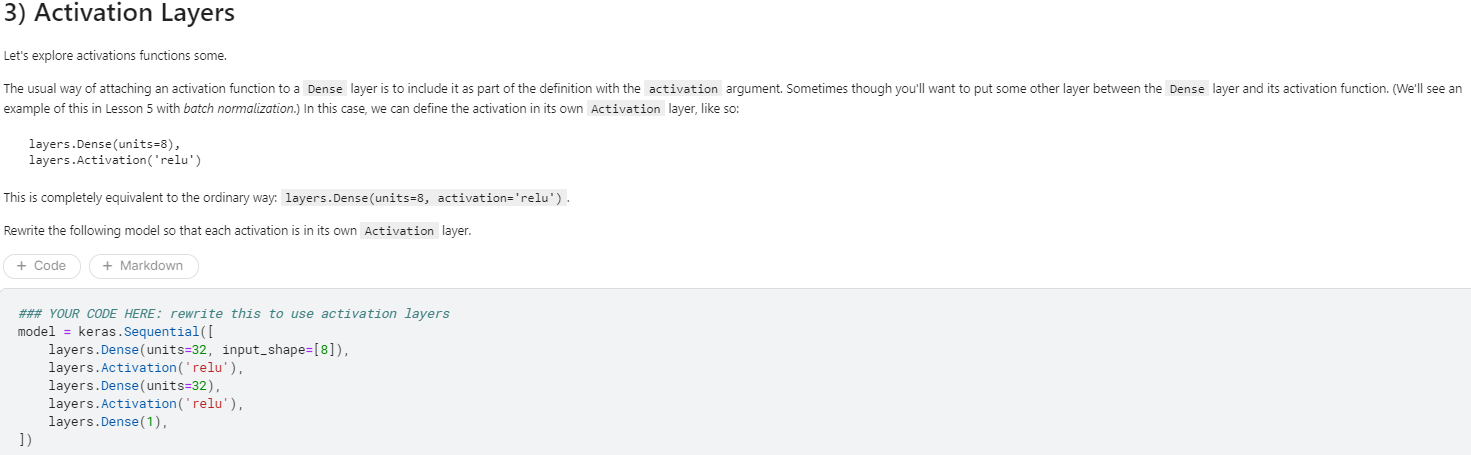 3) Activation Layers
Let's explore activations functions some.
The usual way of attaching an activation function to a Dense layer is to include it as part of the definition with the activation argument. Sometimes though you'll want to put some other layer between the Dense layer and its activation function. (We'll see an
example of this in Lesson 5 with batch normalization.) In this case, we can define the activation in its own Activation layer, like so:
layers.Dense(units=8),
layers.Activation('relu')
This is completely equivalent to the ordinary way: layers.Dense(units=8, activation='relu').
Rewrite the following model so that each activation is in its own Activation layer.
+ Code + Markdown
### YOUR CODE HERE: rewrite this to use activation layers
model = keras.Sequential([
    layers.Dense(units=32, input_shape=[8]),
    layers.Activation('relu'),
    layers.Dense(units=32),
    layers.Activation('relu'),
    layers.Dense(1),
])